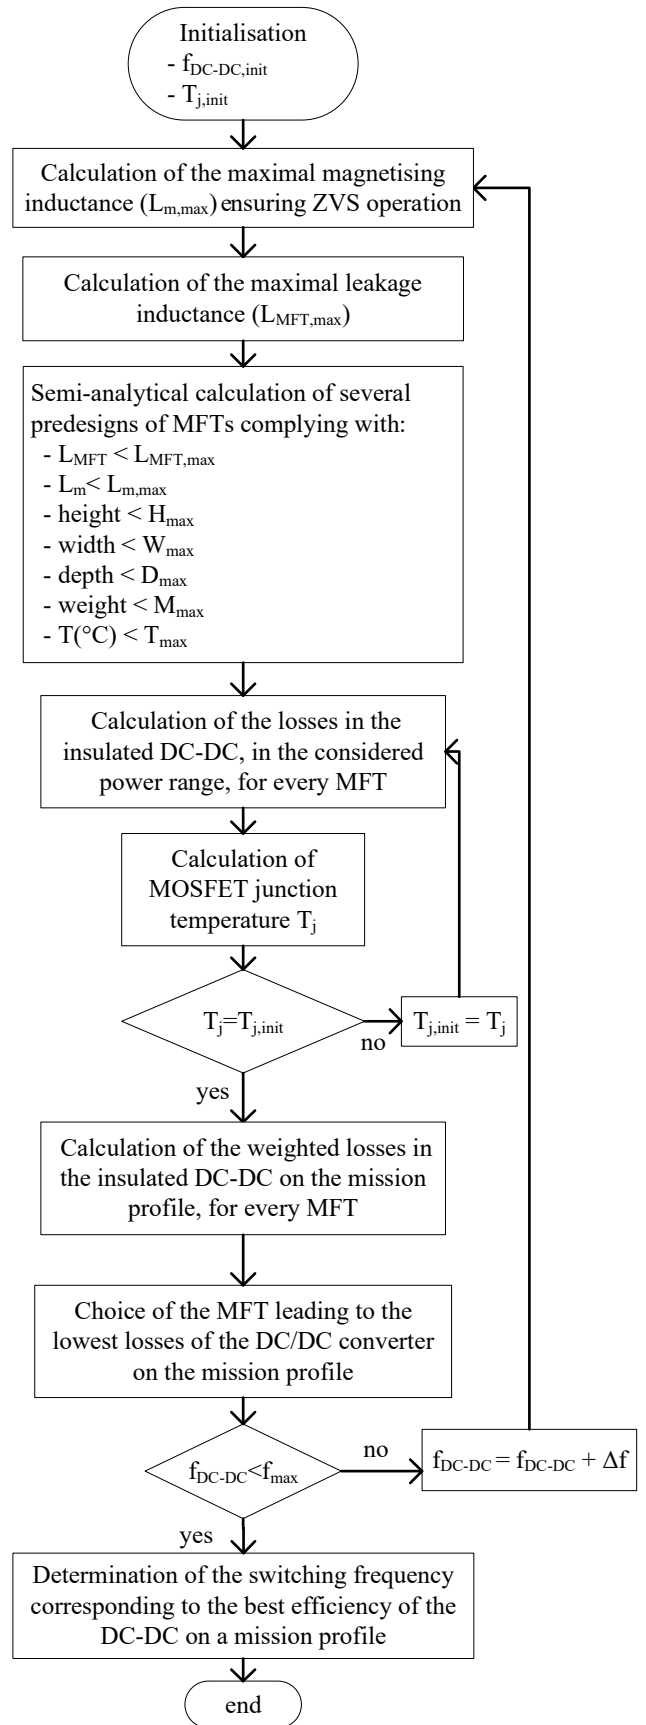 Initialisation
- f_DC-DC,init
- T_j,init
Calculation of the maximal magnetising
inductance (L_m,max) ensuring ZVS operation
Calculation of the maximal leakage
inductance (L_MFT,max)
Semi-analytical calculation of several
predesigns of MFTs complying with:
- L_MFT < L_MFT,max
- L_m< L_m,max
- height < H_max
- width < W_max
- depth < D_max
- weight < M_max
- T(°C) < T_max
Calculation of the losses in the
insulated DC-DC, in the considered
power range, for every MFT
Calculation of
MOSFET junction
temperature T_j
T_j=T_j,init
no
T_j,init = T_j
yes
Calculation of the weighted losses in
the insulated DC-DC on the mission
profile, for every MFT
Choice of the MFT leading to the
lowest losses of the DC/DC converter
on the mission profile
f_DC-DC<f_max
no
f_DC-DC = f_DC-DC + Δf
yes
Determination of the switching frequency
corresponding to the best efficiency of the
DC-DC on a mission profile
end